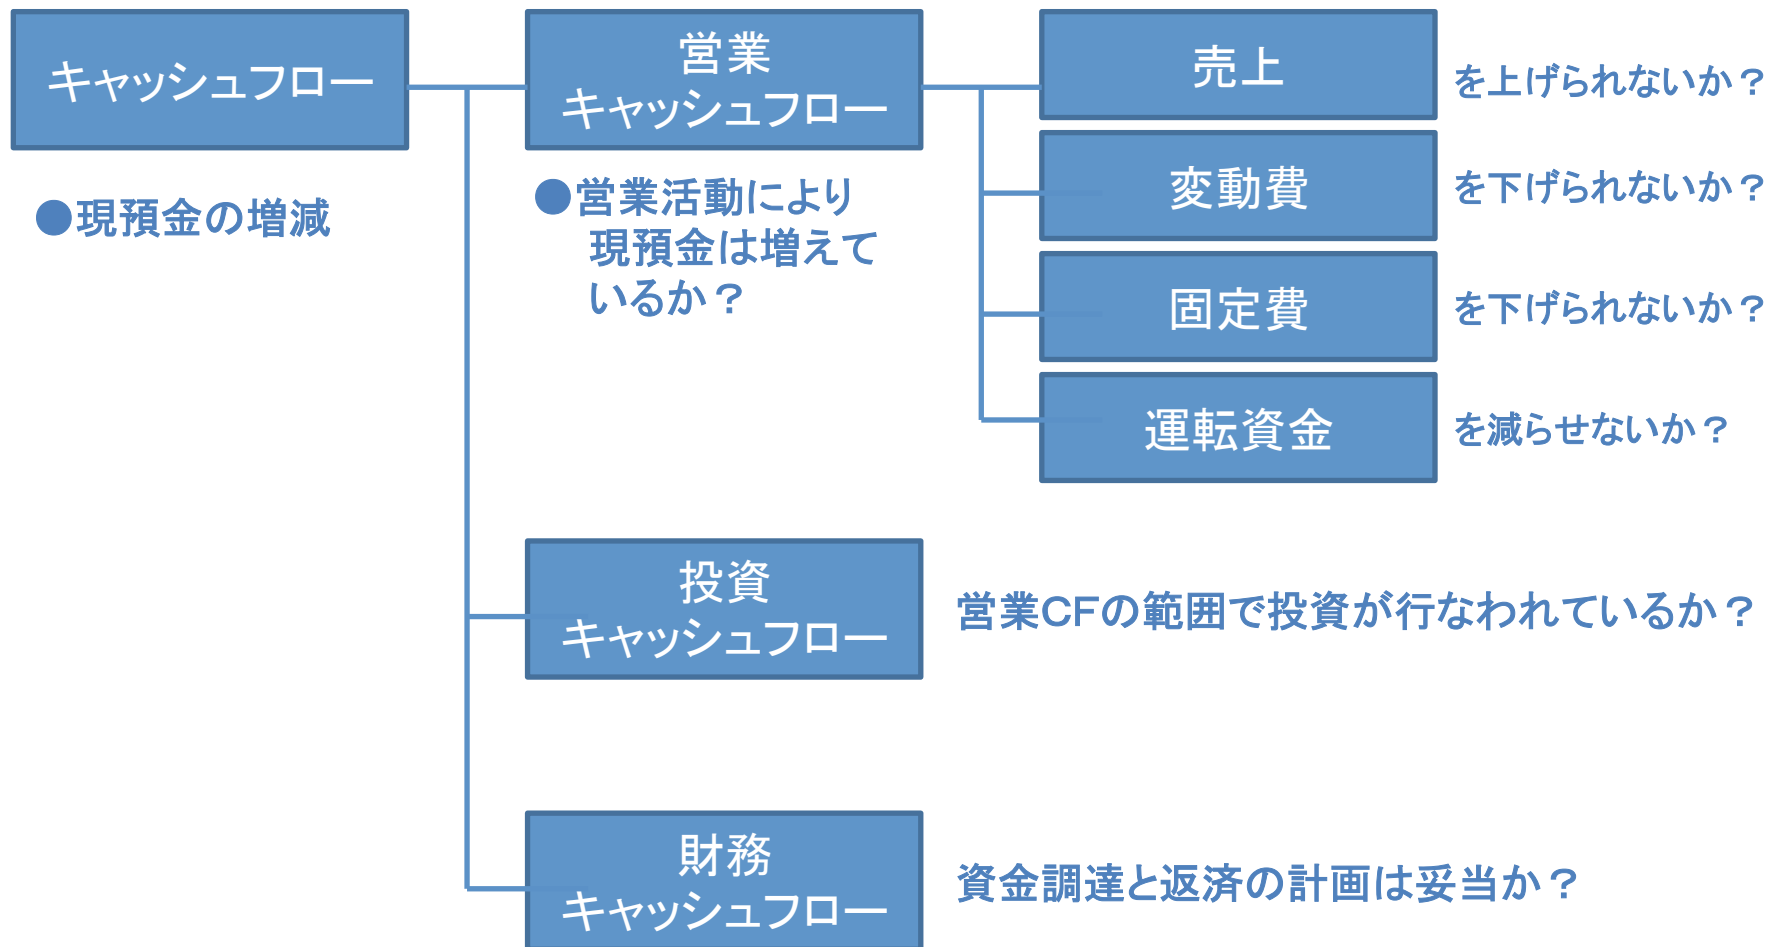 キャッシュフロー
●現預金の増減
営業
キャッシュフロー
●営業活動により
現預金は増えて
いるか？
売上
を上げられないか？
変動費
を下げられないか？
固定費
を下げられないか？
運転資金
を減らせないか？
投資
キャッシュフロー
営業CFの範囲で投資が行なわれているか？
財務
キャッシュフロー
資金調達と返済の計画は妥当か？